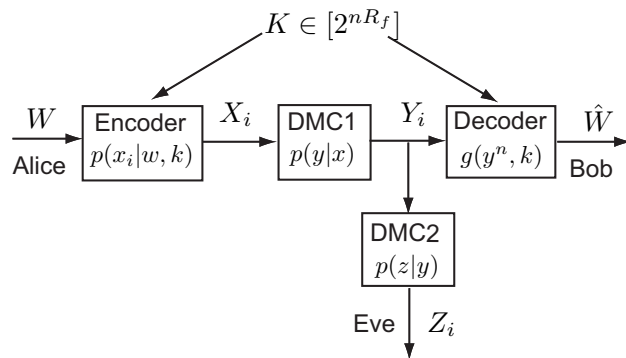 K ∈ [2^{nR_f}]
W
Encoder
p(x_i|w, k)
X_i
DMC1
p(y|x)
Y_i
Decoder
g(y^n, k)
Ŵ
Alice
Bob
DMC2
p(z|y)
Eve
Z_i